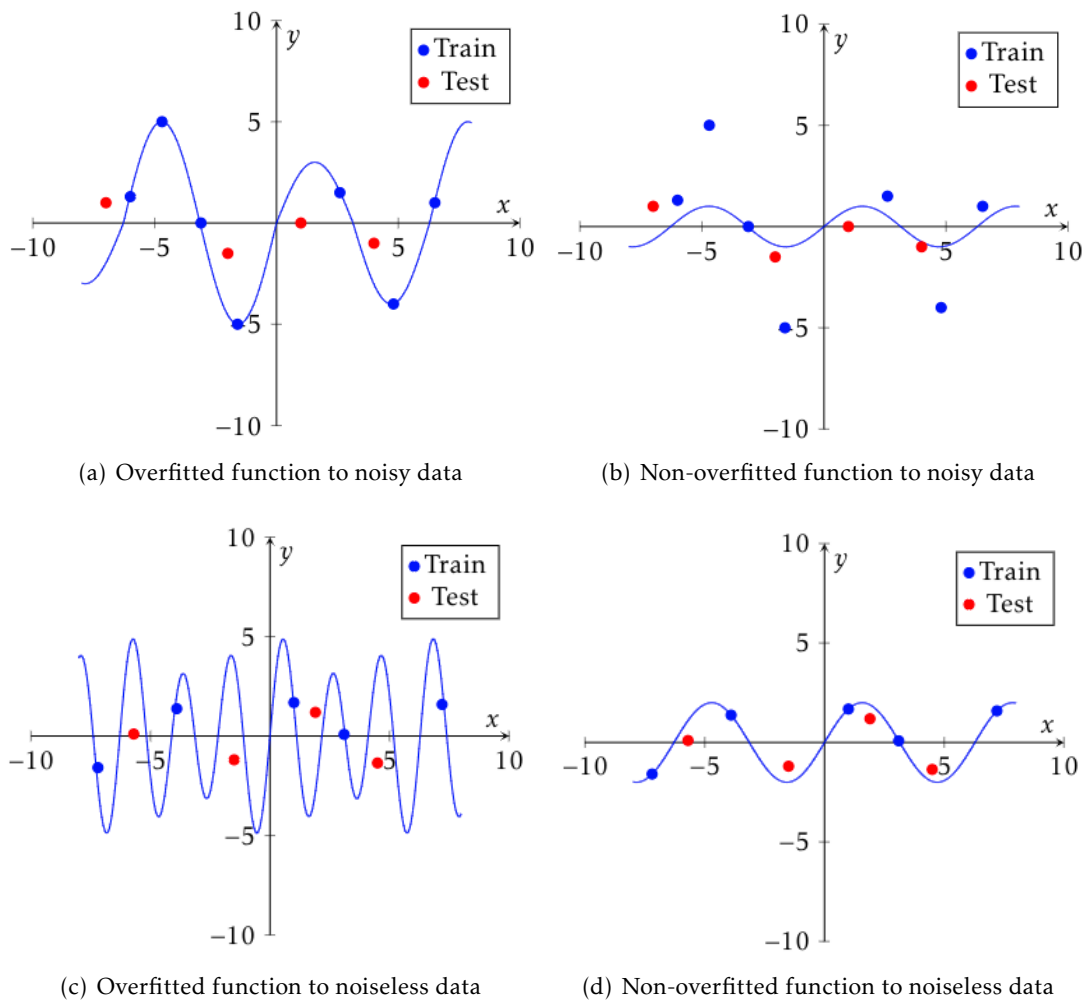 10
y
Train
Test
5
x
−10
−5
5
10
−5
−10
(a) Overfitted function to noisy data
10
y
Train
Test
5
x
−10
−5
5
10
−5
−10
(b) Non-overfitted function to noisy data
10
y
Train
Test
5
x
−10
−5
5
10
−5
−10
(c) Overfitted function to noiseless data
10
y
Train
Test
5
x
−10
−5
5
10
−5
−10
(d) Non-overfitted function to noiseless data